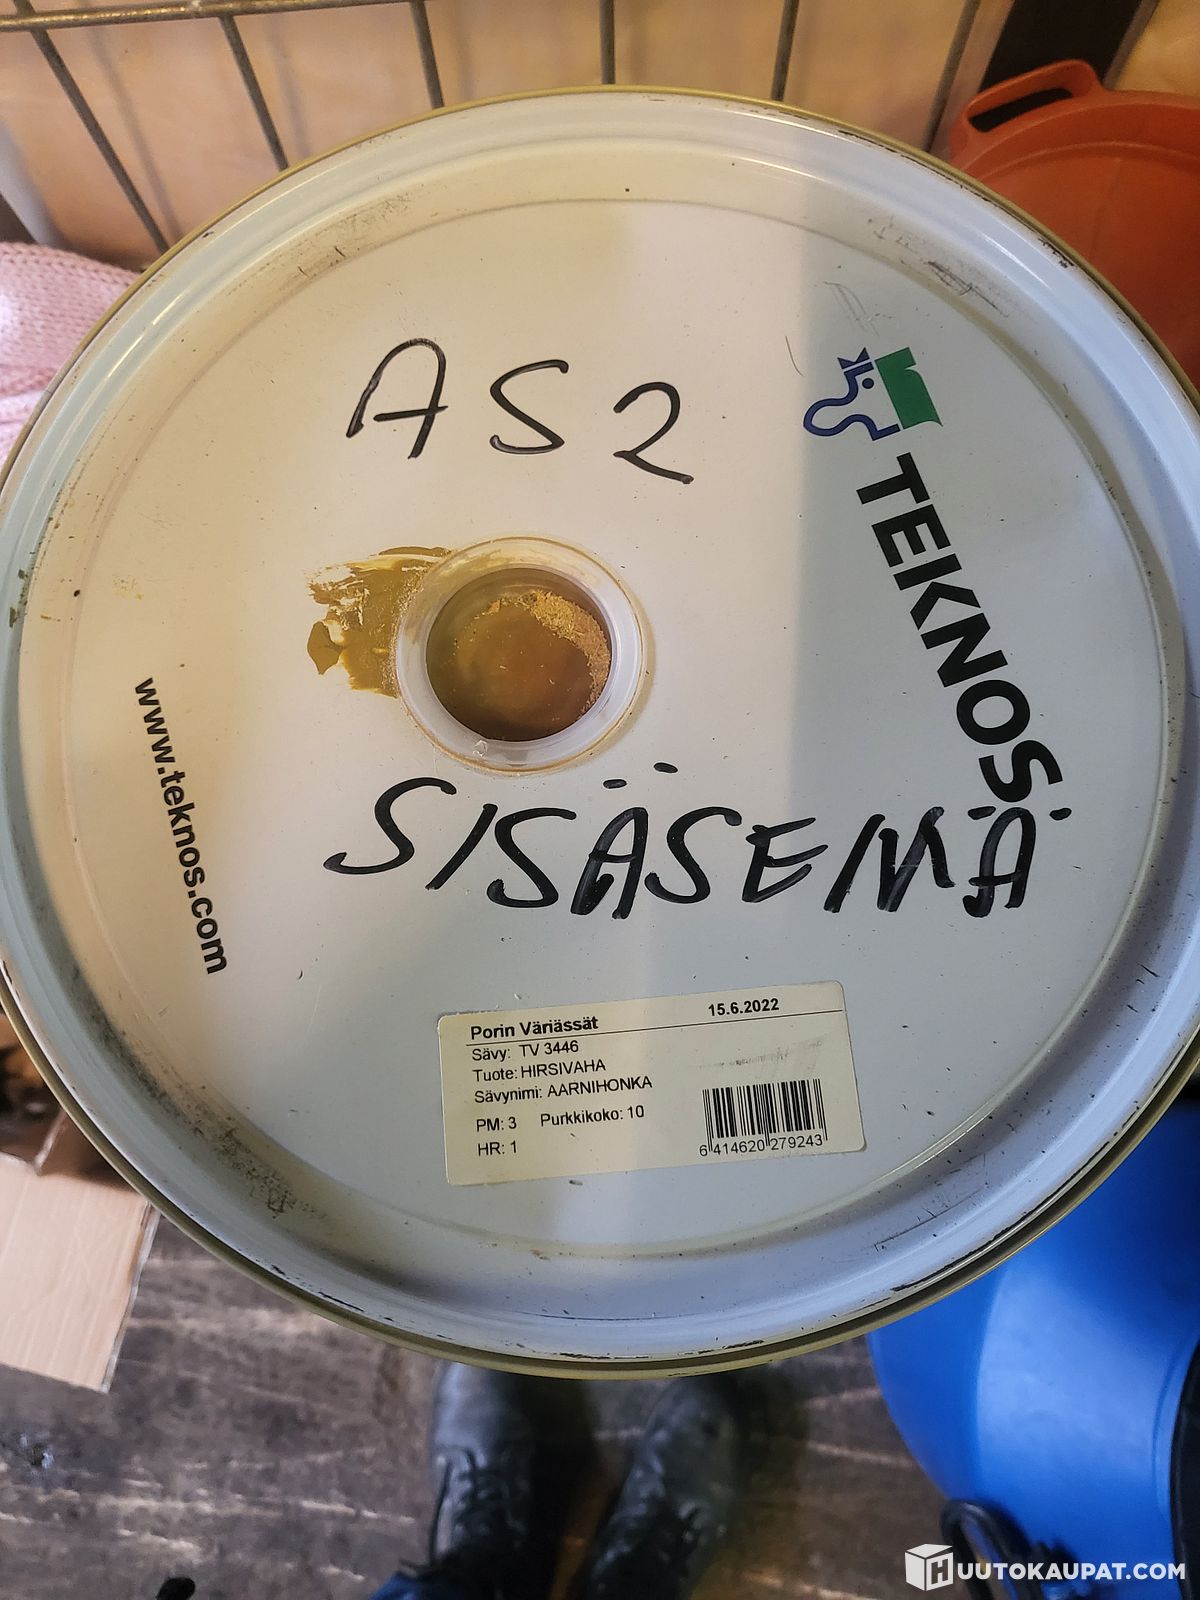 AS2
TEKNOS
www.teknos.com
SISÄSEINÄ
Porin Väriässät 15.6.2022
Sävy: TV 3446
Tuote: HIRSIVAHA
Sävynimi: AARNIHONKA
PM: 3 Purkkikoko: 10
HR: 1
6 414620 279243
HUUTOKAUPAT.COM